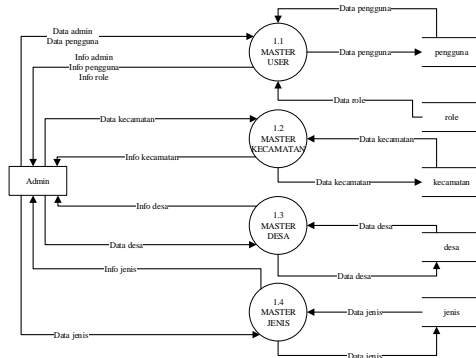 Data pengguna
Data admin
Data pengguna
1.1
MASTER
USER
Data pengguna
pengguna
Info admin
Info pengguna
Info role
Data role
role
Data kecamatan
1.2
MASTER
KECAMATAN
Data kecamatan
Info kecamatan
Data kecamatan
kecamatan
Admin
Info desa
1.3
MASTER
DESA
Data desa
desa
Data desa
Data desa
Info jenis
1.4
MASTER
JENIS
Data jenis
jenis
Data jenis
Data jenis